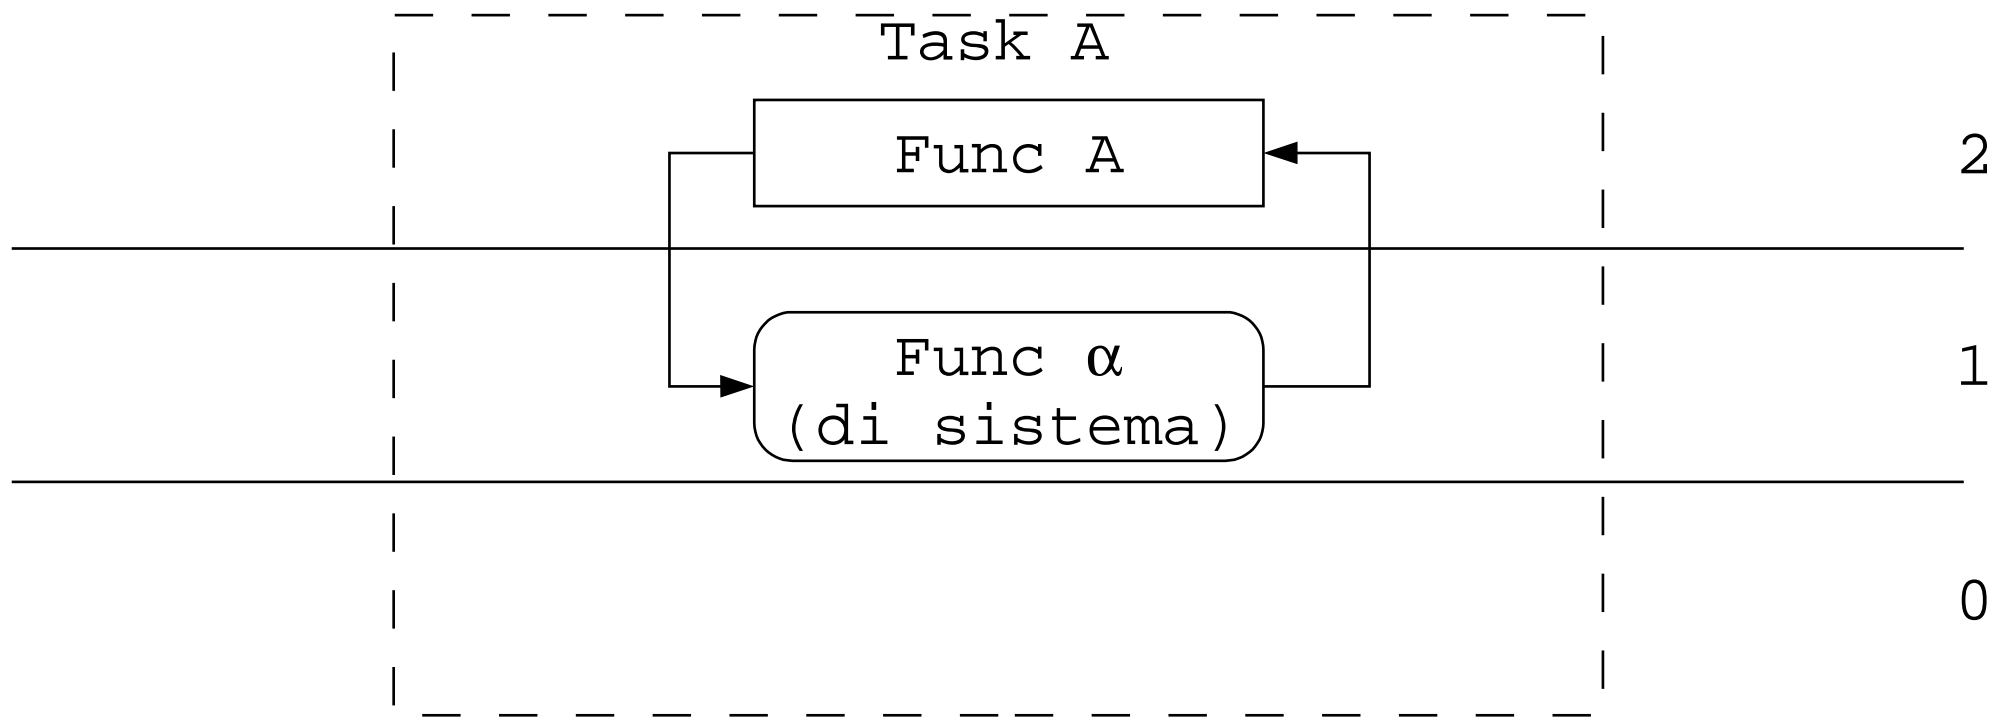 Task A
Func A
2
Func α
(di sistema)
1
0